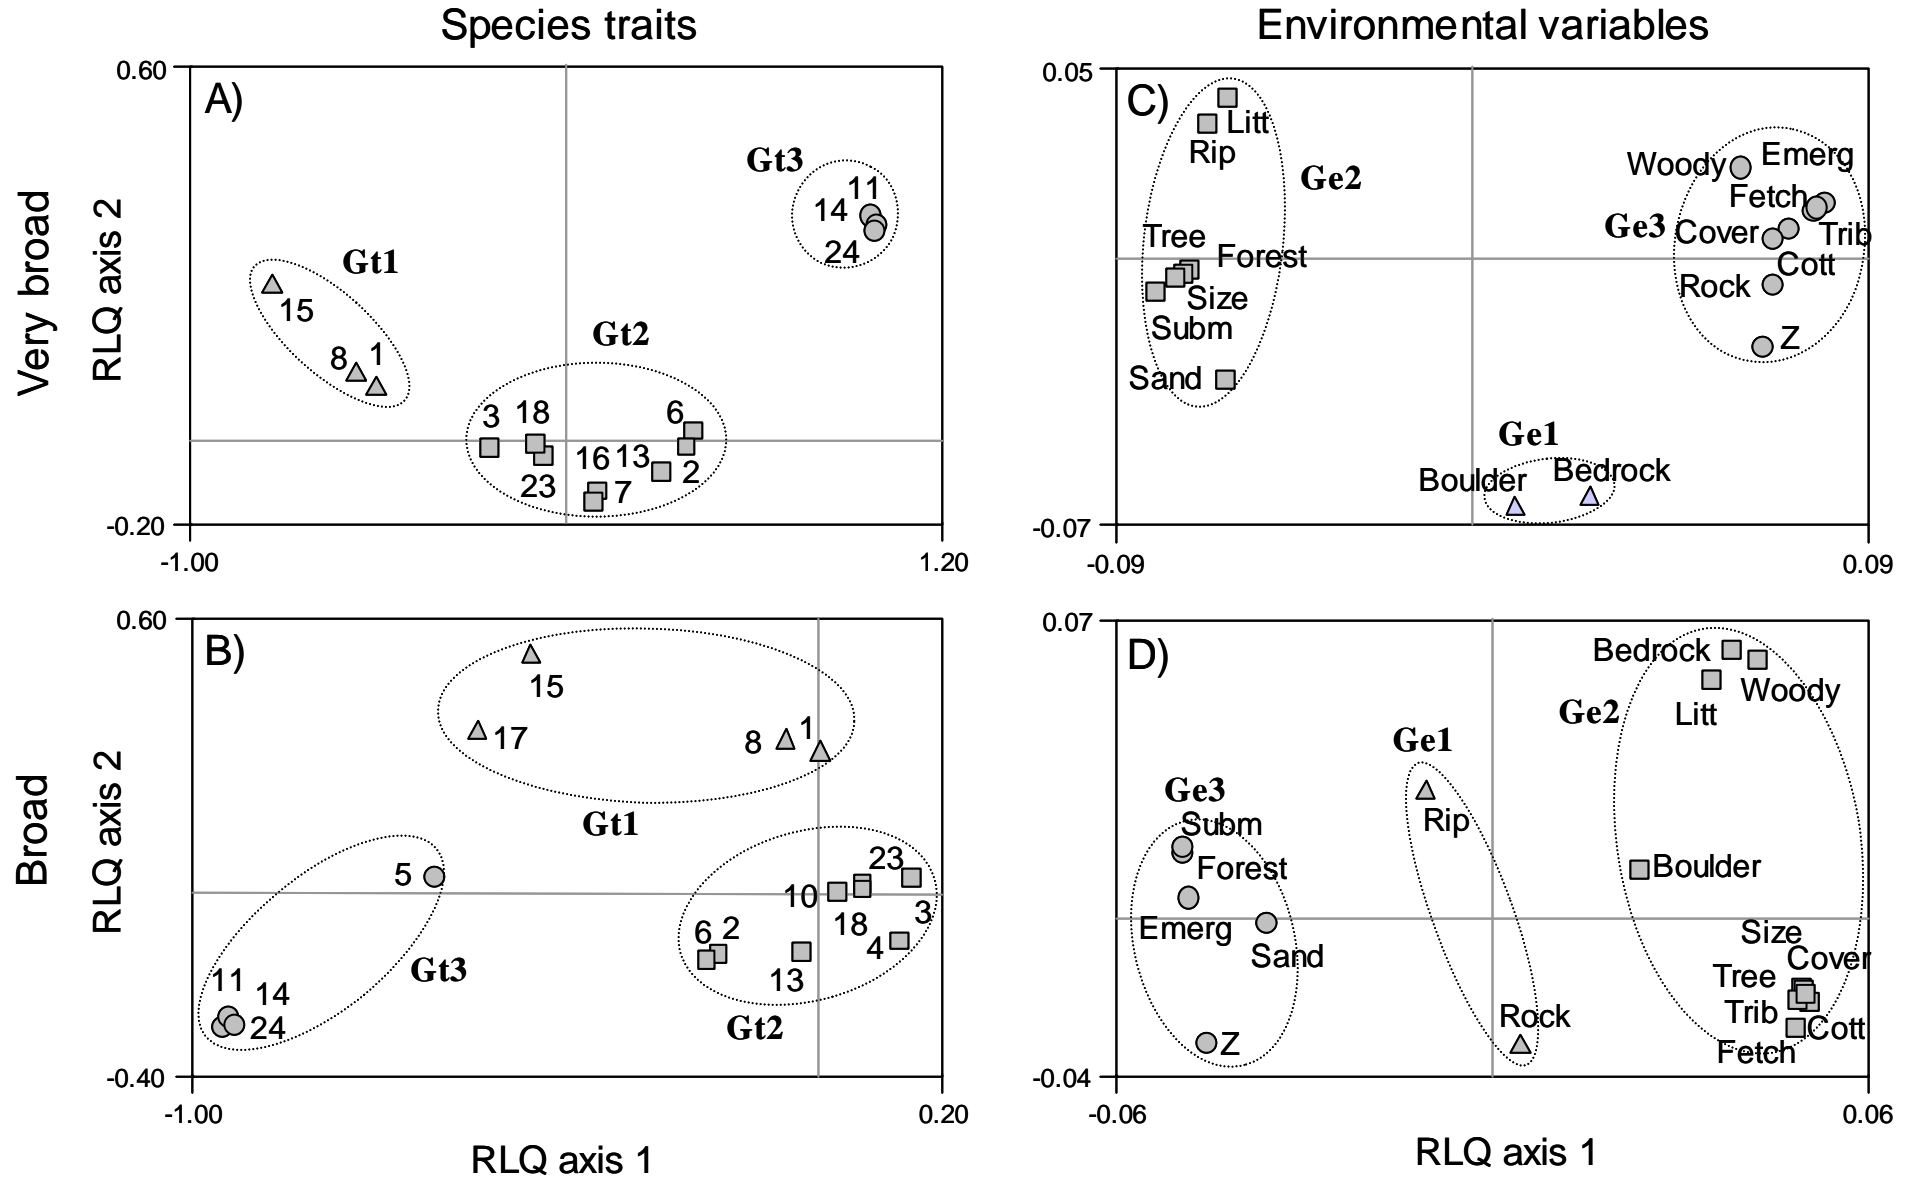 Species traits
Environmental variables
Very broad
RLQ axis 2
0.60
-0.20
-1.00
1.20
A)
Gt3
11
14
24
Gt1
15
8
1
Gt2
3
18
6
23
16
13
2
7
0.05
-0.07
-0.09
0.09
C)
Litt
Rip
Ge2
Tree
Forest
Size
Subm
Sand
Woody
Emerg
Fetch
Ge3
Cover
Trib
Cott
Rock
Z
Ge1
Boulder
Bedrock
Broad
RLQ axis 2
0.60
-0.40
-1.00
0.20
B)
15
17
8
1
Gt1
5
23
10
18
3
4
6
2
13
Gt3
11
14
24
Gt2
RLQ axis 1
0.07
-0.04
-0.06
0.06
D)
Bedrock
Woody
Litt
Ge2
Ge1
Rip
Ge3
Subm
Forest
Emerg
Sand
Z
Boulder
Size
Cover
Tree
Trib
Cott
Fetch
Rock
RLQ axis 1